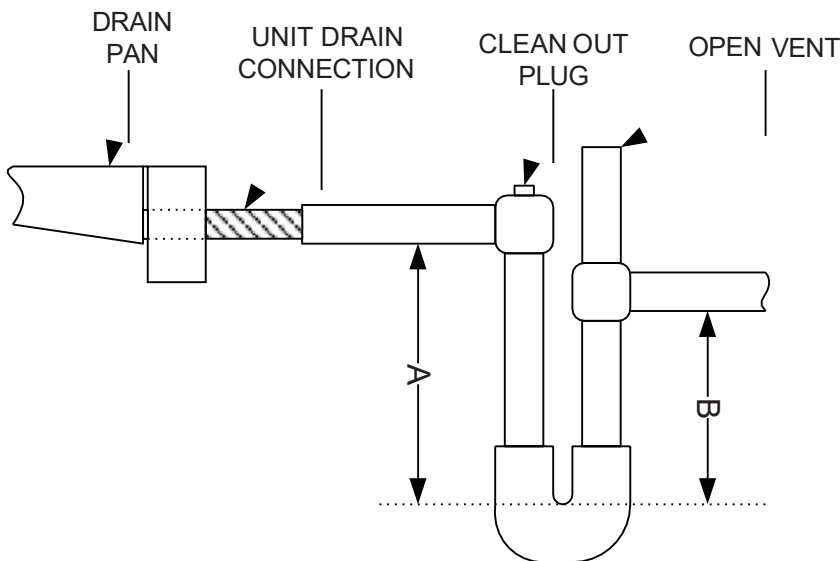 DRAIN
PAN
UNIT DRAIN
CONNECTION
CLEAN OUT
PLUG
OPEN VENT
A
B